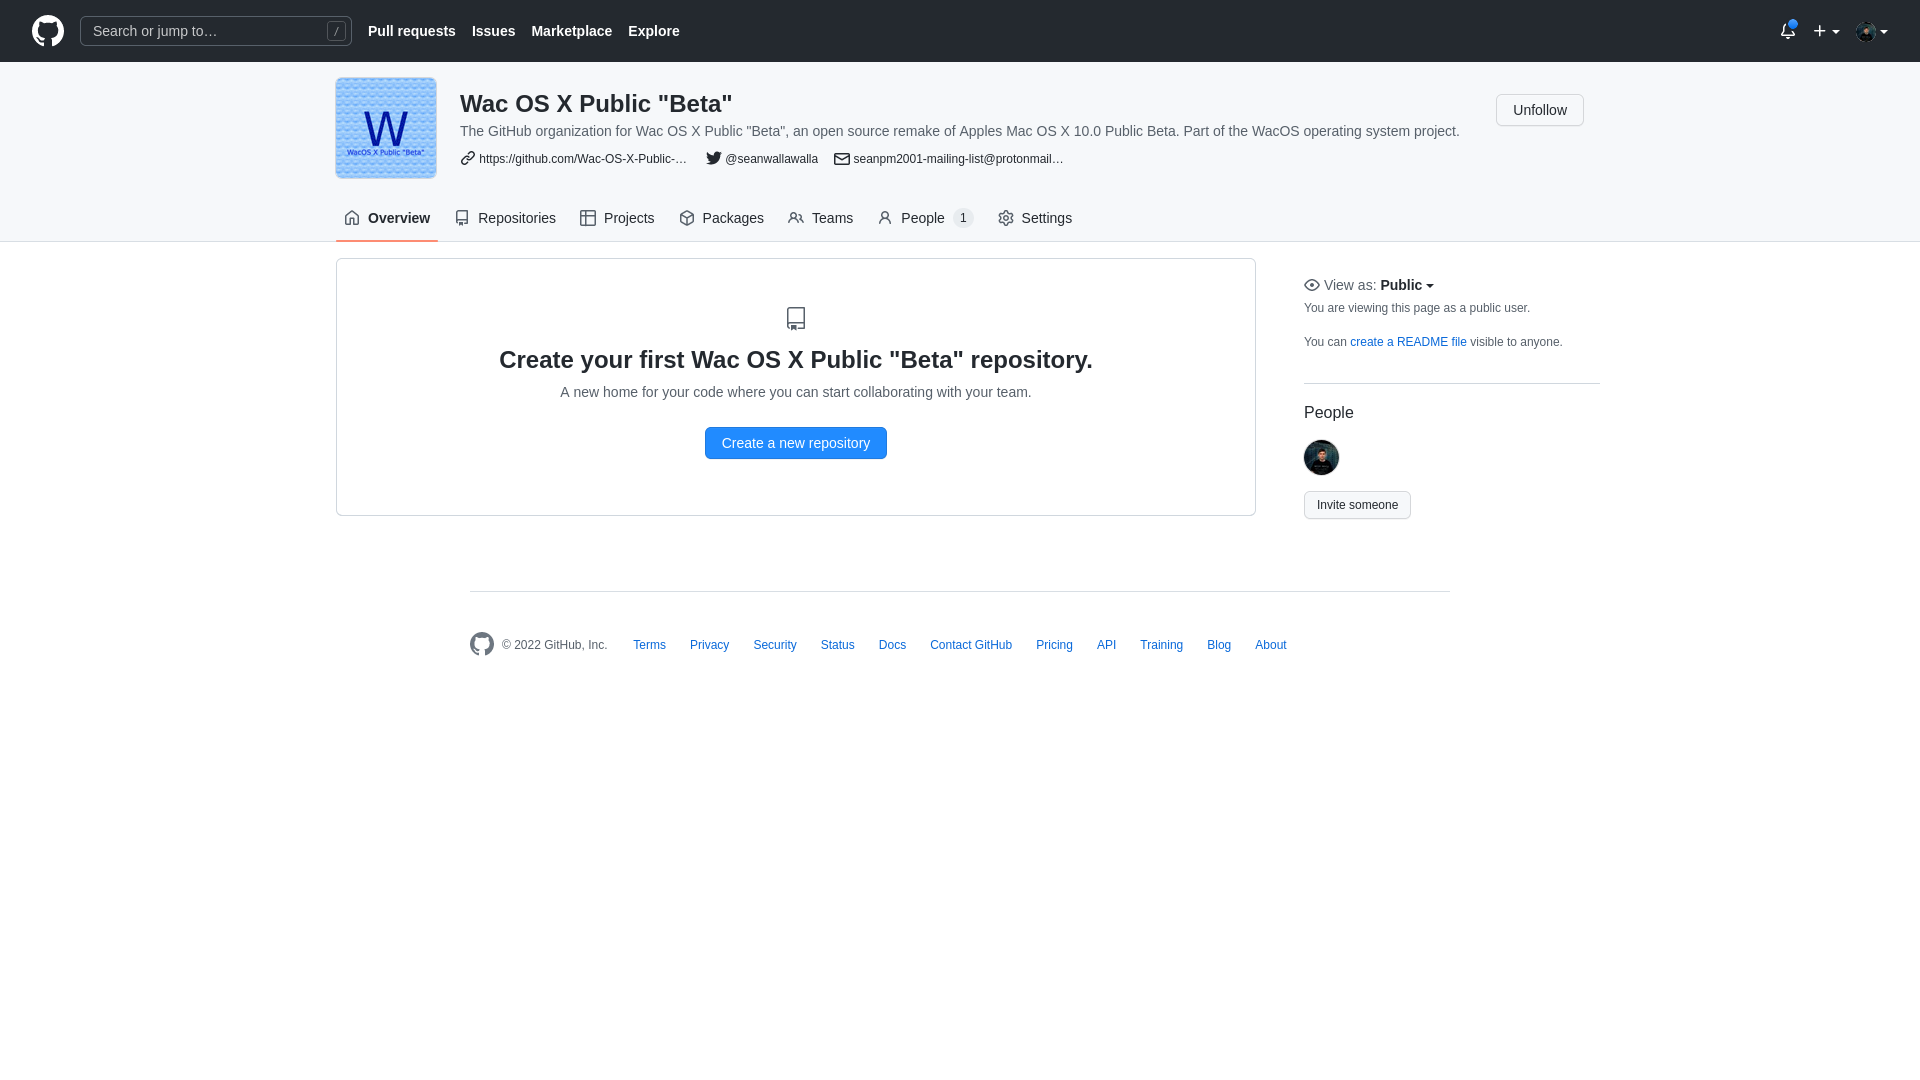 Search or jump to…
/
Pull requests
Issues
Marketplace
Explore
W
WacOS X Public "Beta"
Wac OS X Public "Beta"
The GitHub organization for Wac OS X Public "Beta", an open source remake of Apples Mac OS X 10.0 Public Beta. Part of the WacOS operating system project.
https://github.com/Wac-OS-X-Public-…
@seanwallawalla
seanpm2001-mailing-list@protonmail…
Unfollow
Overview
Repositories
Projects
Packages
Teams
People 1
Settings
Create your first Wac OS X Public "Beta" repository.
A new home for your code where you can start collaborating with your team.
Create a new repository
View as: Public
You are viewing this page as a public user.
You can create a README file visible to anyone.
People
Invite someone
© 2022 GitHub, Inc.
Terms
Privacy
Security
Status
Docs
Contact GitHub
Pricing
API
Training
Blog
About